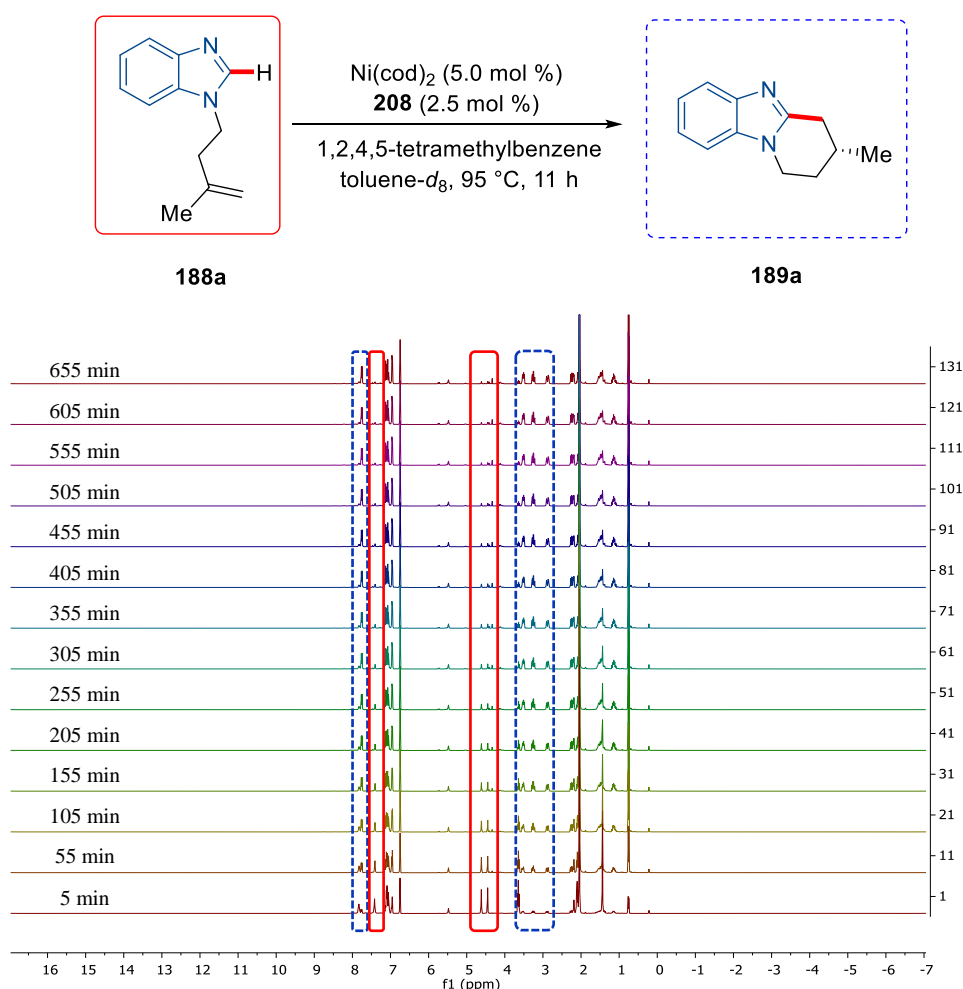 N
H
N
Me
188a
Ni(cod)2 (5.0 mol %)
208 (2.5 mol %)
1,2,4,5-tetramethylbenzene
toluene-d8, 95 °C, 11 h
N
N
Me
189a
655 min
605 min
555 min
505 min
455 min
405 min
355 min
305 min
255 min
205 min
155 min
105 min
55 min
5 min
131
121
111
101
91
81
71
61
51
41
31
21
11
1
16 15 14 13 12 11 10 9 8 7 6 5 4 3 2 1 0 -1 -2 -3 -4 -5 -6 -7
f1 (ppm)